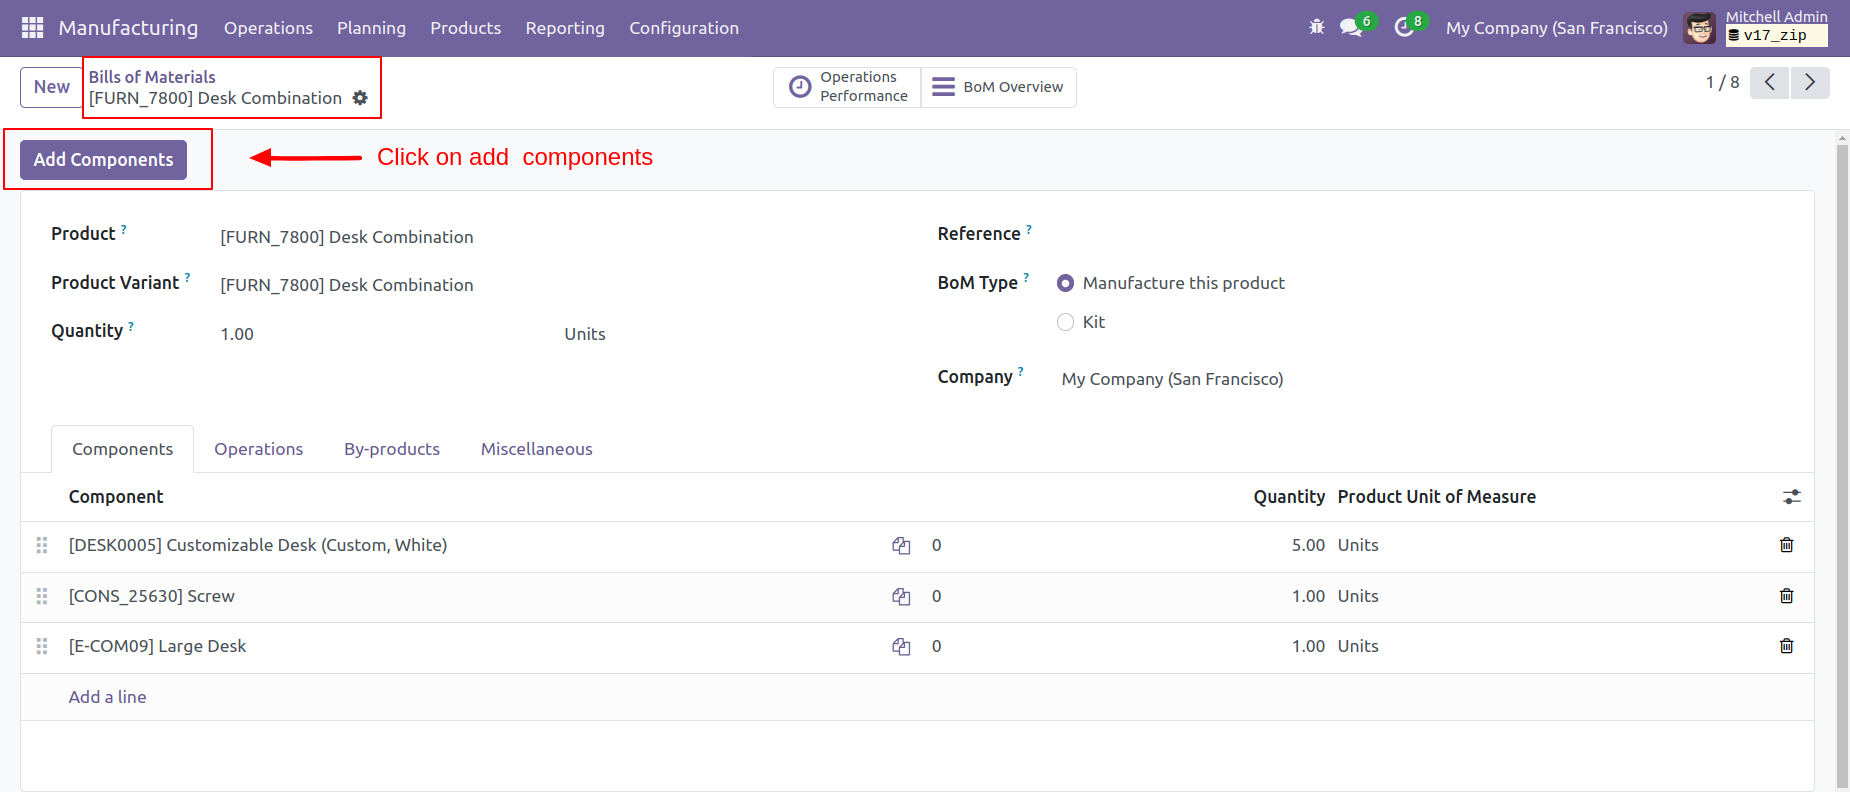 Manufacturing Operations Planning Products Reporting Configuration 6 8 My Company (San Francisco) Mitchell Admin
v17_zip
New Bills of Materials
[FURN_7800] Desk Combination
Operations Performance BoM Overview 1 / 8
Add Components Click on add components
Product ? [FURN_7800] Desk Combination Reference ?
Product Variant ? [FURN_7800] Desk Combination BoM Type ? Manufacture this product
Quantity ? 1.00 Units Kit
Company ? My Company (San Francisco)
Components Operations By-products Miscellaneous
Component Quantity Product Unit of Measure
[DESK0005] Customizable Desk (Custom, White) 0 5.00 Units
[CONS_25630] Screw 0 1.00 Units
[E-COM09] Large Desk 0 1.00 Units
Add a line